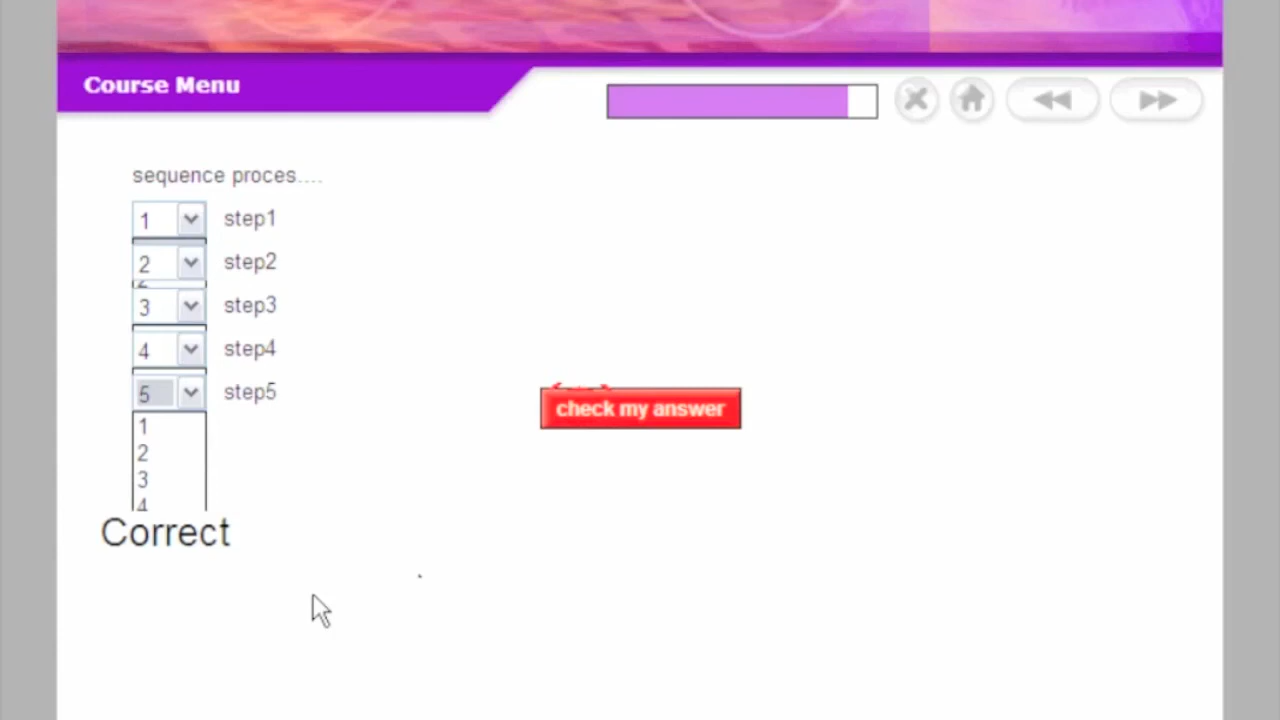 Course Menu
sequence proces....
1 step1
2 step2
3 step3
4 step4
5 step5
1
2
3
4
check my answer
Correct